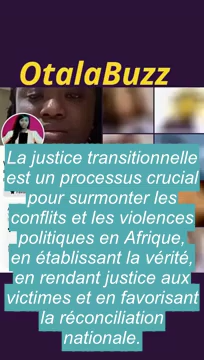 OtalaBuzz
La justice transitionnelle
est un processus crucial
pour surmonter les
conflits et les violences
politiques en Afrique,
en établissant la vérité,
en rendant justice aux
victimes et en favorisant
la réconciliation
nationale.